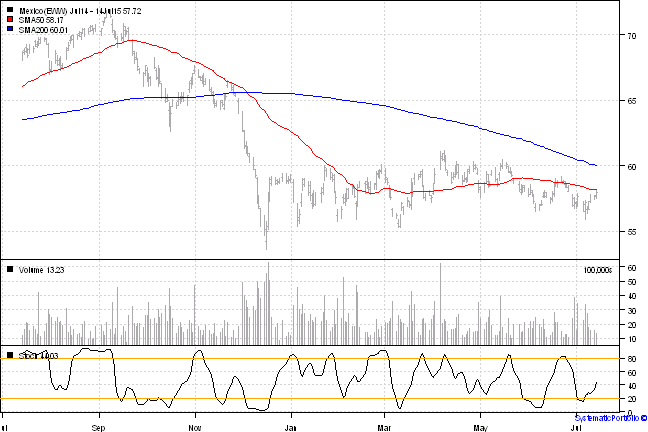 Mexico(EWW) Jul14 - 14Jul15 57.72
SMA50 58.17
SMA200 60.01
70
65
60
55
Volume 13.23
100,000s
60
50
40
30
20
10
80
60
40
20
0
Sep
Nov
Jan
Mar
May
Jul
SystematicPortfolio ©